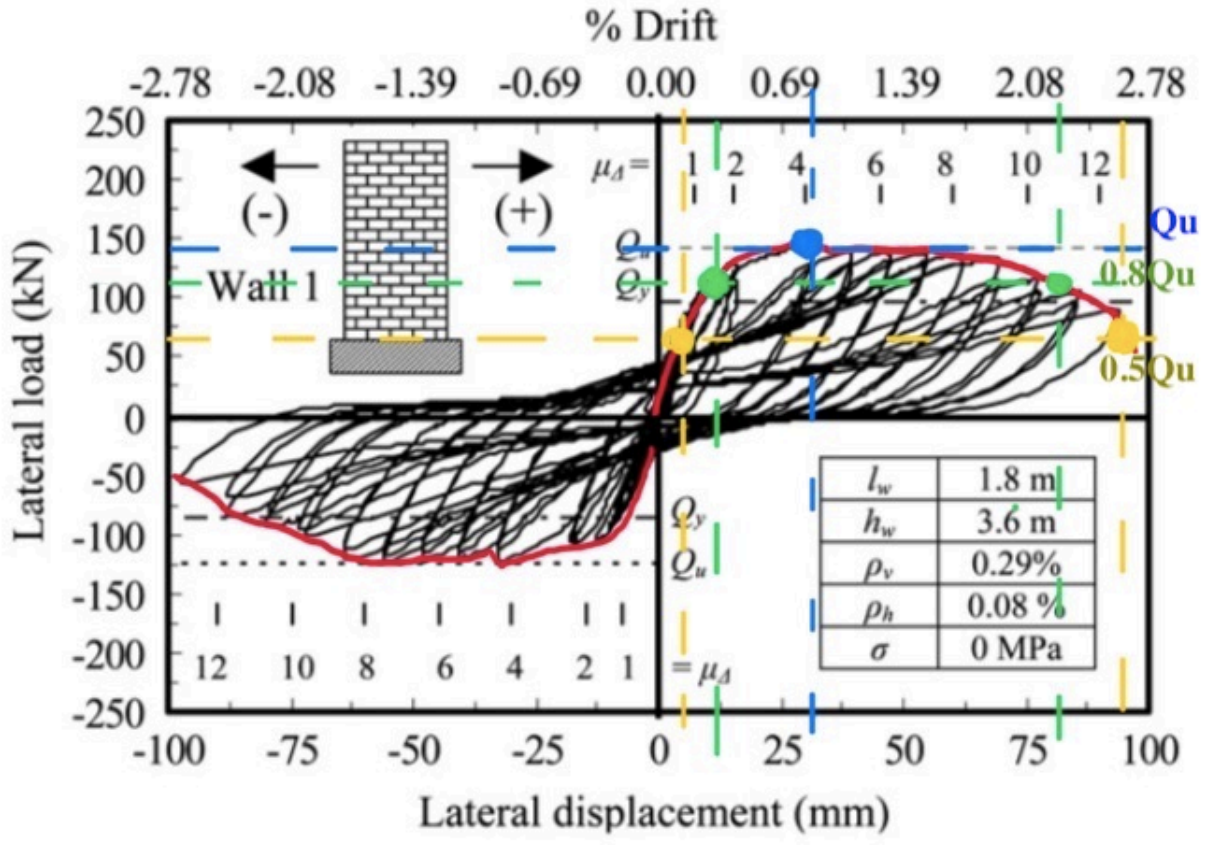 % Drift
-2.78 -2.08 -1.39 -0.69 0.00 0.69 1.39 2.08 2.78
250
200
150
100
50
0
-50
-100
-150
-200
-250
Lateral load (kN)
(-) (+)
Wall 1
μΔ= 1 2 4 6 8 10 12
Qu
Qy
Qu
0.8Qu
0.5Qu
Qy
Qu
lw 1.8 m
hw 3.6 m
ρv 0.29%
ρh 0.08 %
σ 0 MPa
12 10 8 6 4 2 1 = μΔ
-100 -75 -50 -25 0 25 50 75 100
Lateral displacement (mm)